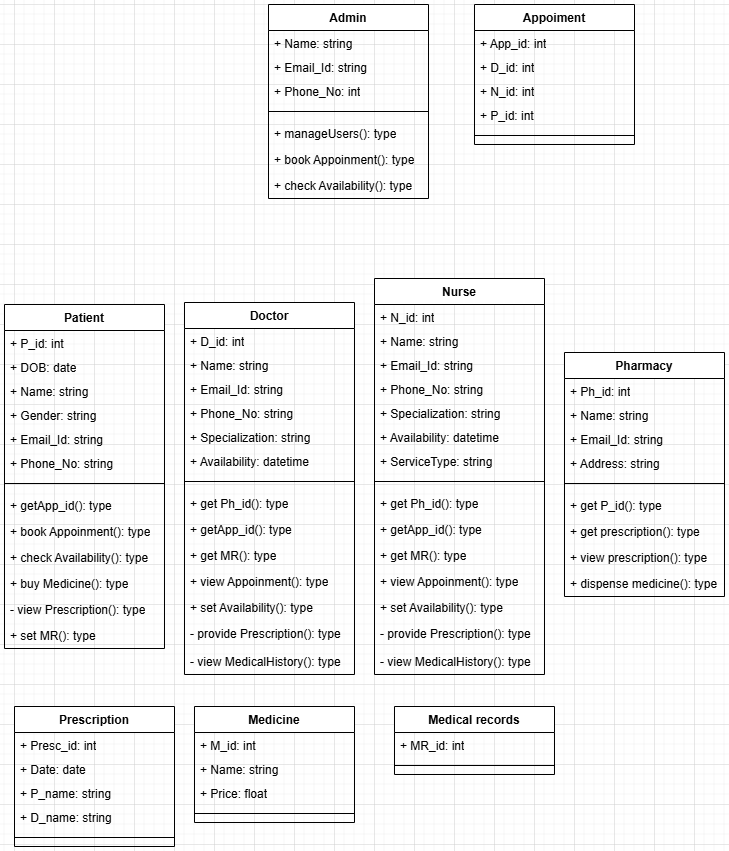 Admin
+ Name: string
+ Email_Id: string
+ Phone_No: int
+ manageUsers(): type
+ book Appoinment(): type
+ check Availability(): type
Appoiment
+ App_id: int
+ D_id: int
+ N_id: int
+ P_id: int
Patient
+ P_id: int
+ DOB: date
+ Name: string
+ Gender: string
+ Email_Id: string
+ Phone_No: string
+ getApp_id(): type
+ book Appoinment(): type
+ check Availability(): type
+ buy Medicine(): type
- view Prescription(): type
+ set MR(): type
Doctor
+ D_id: int
+ Name: string
+ Email_Id: string
+ Phone_No: string
+ Specialization: string
+ Availability: datetime
+ get Ph_id(): type
+ getApp_id(): type
+ get MR(): type
+ view Appoinment(): type
+ set Availability(): type
- provide Prescription(): type
- view MedicalHistory(): type
Nurse
+ N_id: int
+ Name: string
+ Email_Id: string
+ Phone_No: string
+ Specialization: string
+ Availability: datetime
+ ServiceType: string
+ get Ph_id(): type
+ getApp_id(): type
+ get MR(): type
+ view Appoinment(): type
+ set Availability(): type
- provide Prescription(): type
- view MedicalHistory(): type
Pharmacy
+ Ph_id: int
+ Name: string
+ Email_Id: string
+ Address: string
+ get P_id(): type
+ get prescription(): type
+ view prescription(): type
+ dispense medicine(): type
Prescription
+ Presc_id: int
+ Date: date
+ P_name: string
+ D_name: string
Medicine
+ M_id: int
+ Name: string
+ Price: float
Medical records
+ MR_id: int